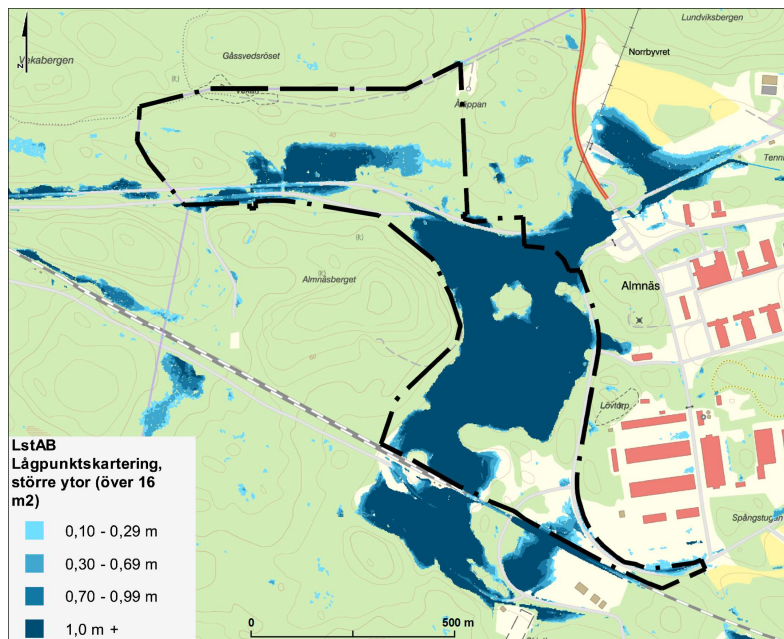 Lundviksbergen
Norrbyvret
Gåssvedsröset
Vekabergen
N
Tenni
Almnäsberget
Almnäs
Lövtorp
Spångstugan
LstAB
Lågpunktskartering,
större ytor (över 16
m2)
0,10 - 0,29 m
0,30 - 0,69 m
0,70 - 0,99 m
1,0 m +
0
500 m